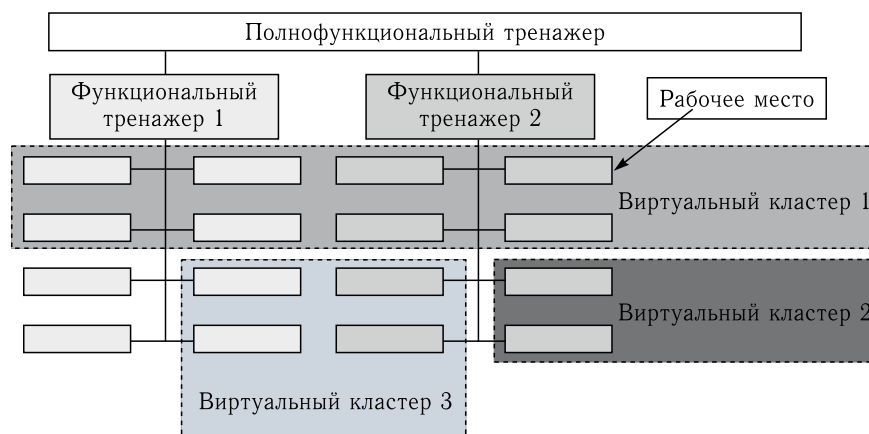 Полнофункциональный тренажер
Функциональный
тренажер 1
Функциональный
тренажер 2
Рабочее место
Виртуальный кластер 1
Виртуальный кластер 2
Виртуальный кластер 3